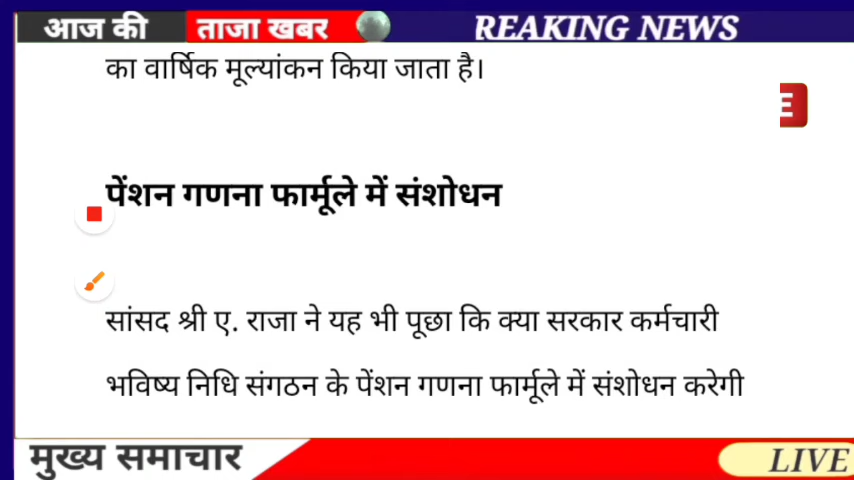 आज की ताजा खबर REAKING NEWS
का वार्षिक मूल्यांकन किया जाता है।
E
पेंशन गणना फार्मूले में संशोधन
सांसद श्री ए. राजा ने यह भी पूछा कि क्या सरकार कर्मचारी
भविष्य निधि संगठन के पेंशन गणना फार्मूले में संशोधन करेगी
मुख्य समाचार LIVE